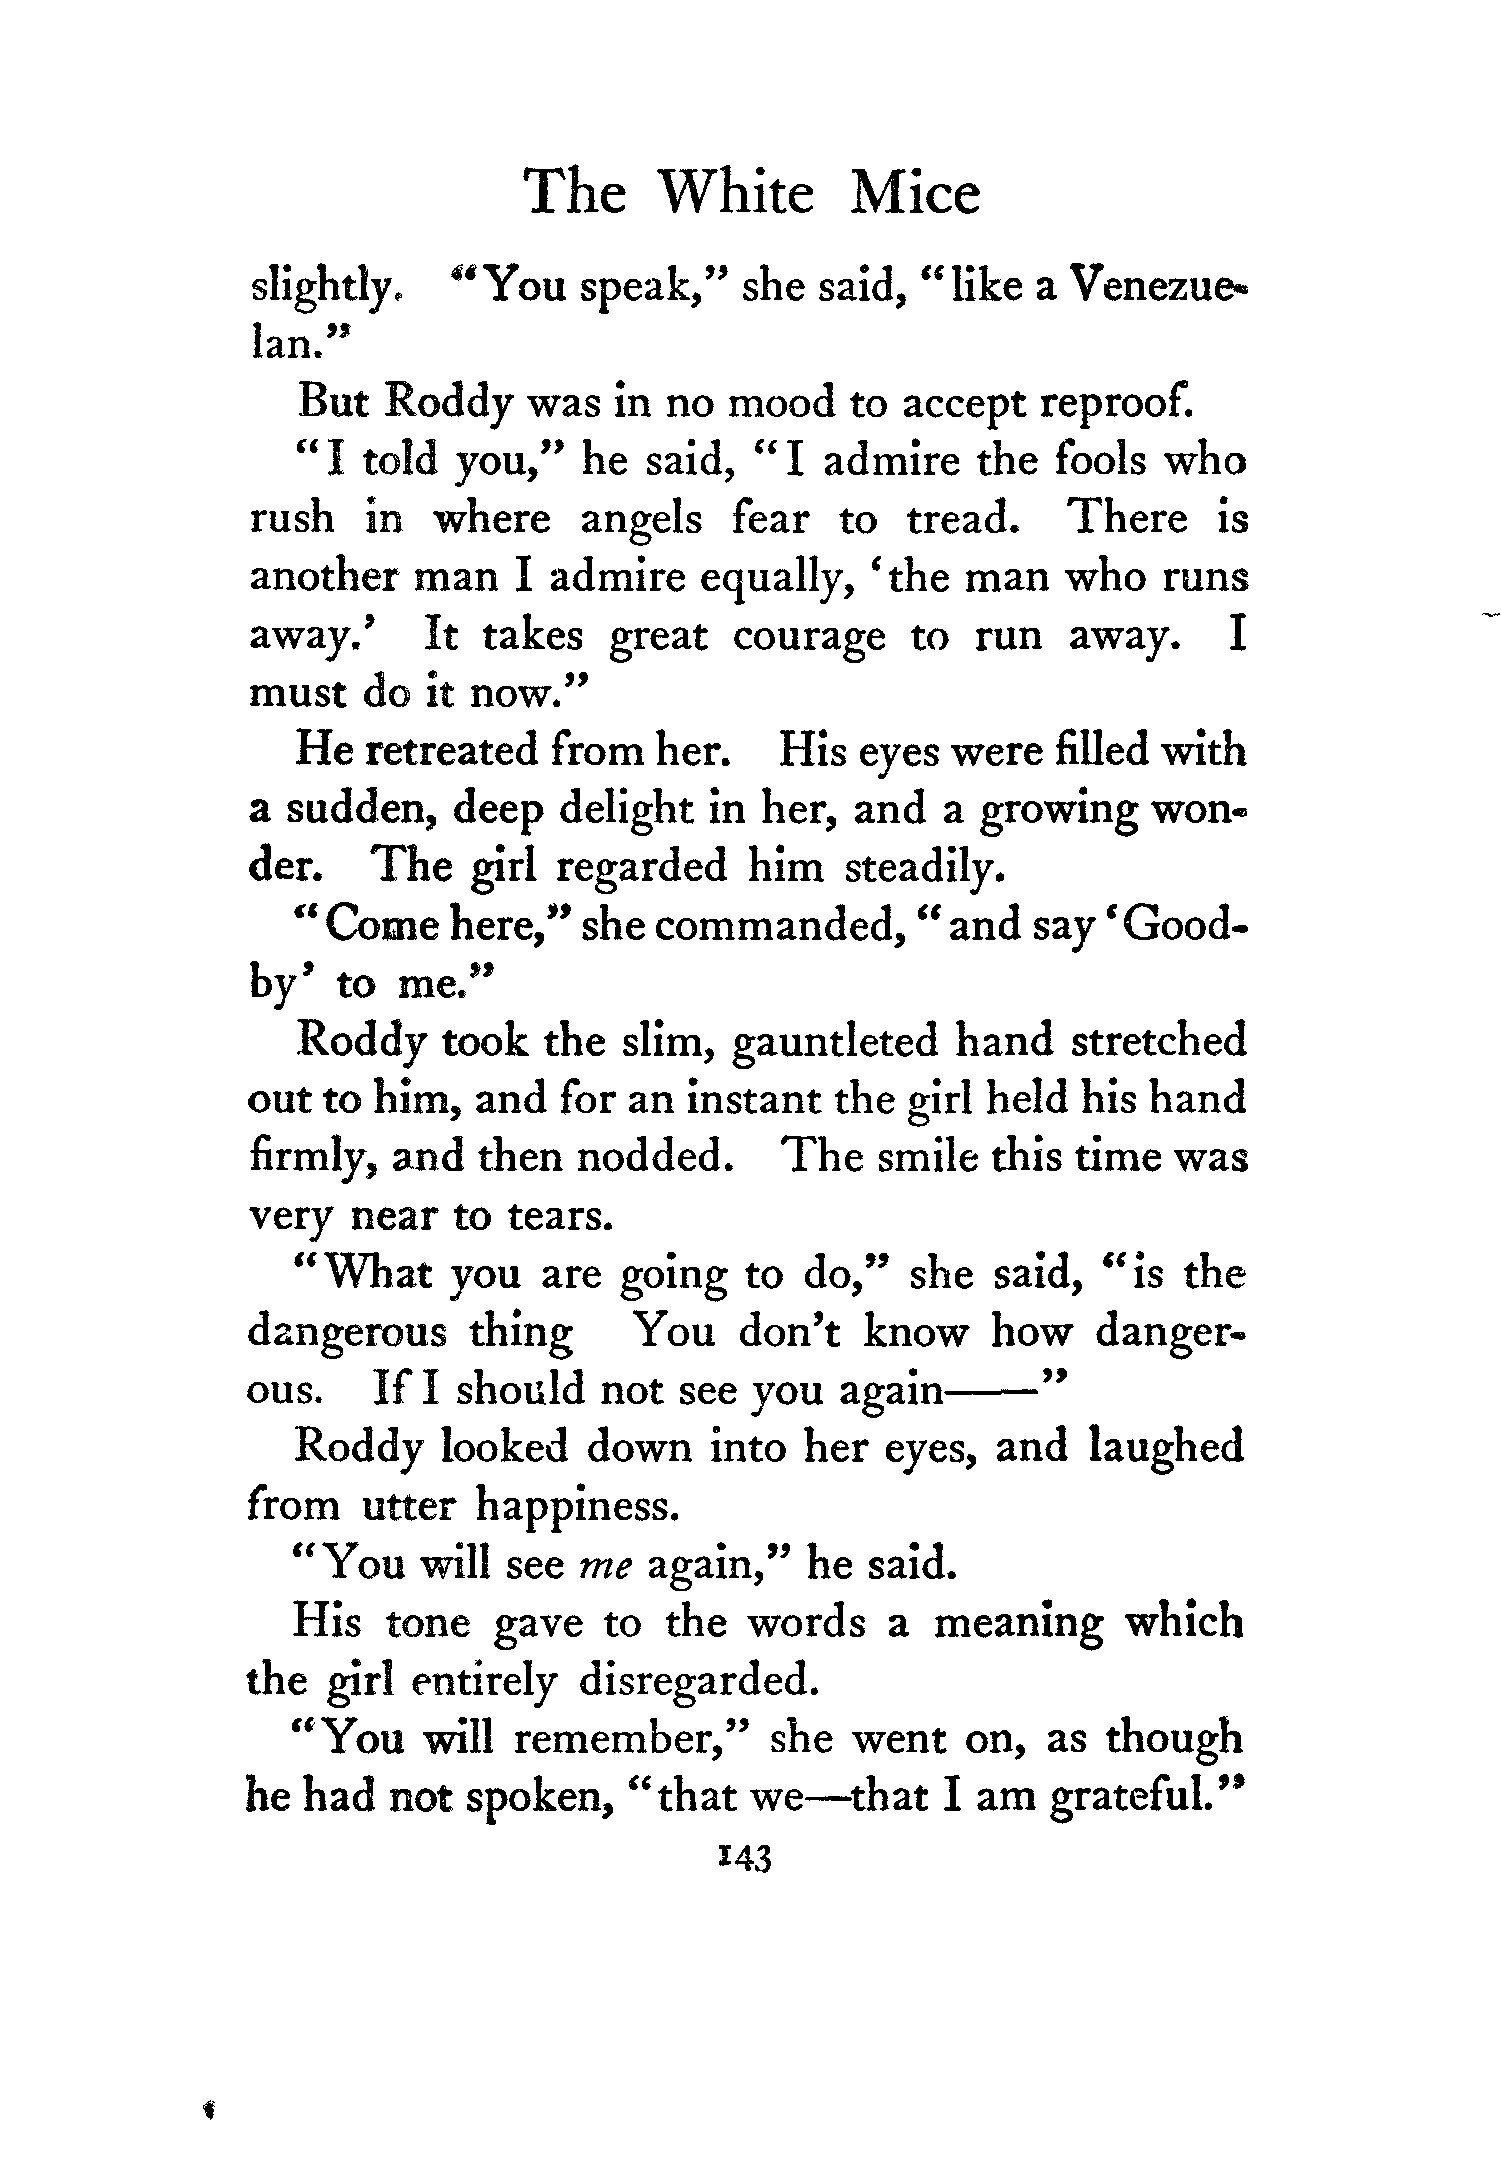 The White Mice
slightly. "You speak," she said, "like a Venezue-
lan."
But Roddy was in no mood to accept reproof.
"I told you," he said, "I admire the fools who
rush in where angels fear to tread. There is
another man I admire equally, 'the man who runs
away.' It takes great courage to run away. I
must do it now."
He retreated from her. His eyes were filled with
a sudden, deep delight in her, and a growing won-
der. The girl regarded him steadily.
"Come here," she commanded, "and say 'Good-
by' to me."
Roddy took the slim, gauntleted hand stretched
out to him, and for an instant the girl held his hand
firmly, and then nodded. The smile this time was
very near to tears.
"What you are going to do," she said, "is the
dangerous thing You don't know how danger-
ous. If I should not see you again——"
Roddy looked down into her eyes, and laughed
from utter happiness.
"You will see me again," he said.
His tone gave to the words a meaning which
the girl entirely disregarded.
"You will remember," she went on, as though
he had not spoken, "that we—that I am grateful."
143